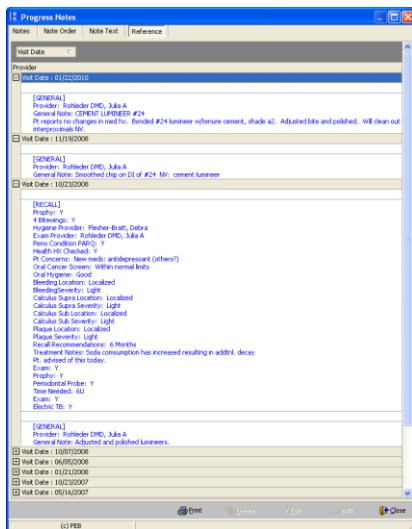 Progress Notes
Notes Note Order Note Text Reference
Visit Date
Provider
Visit Date : 01/22/2010
[GENERAL]
Provider: Rohleder DMD, Julia A
General Note: CEMENT LUMINEER #24
Pt reports no changes in med hx. Bonded #24 lumineer w/tenure cement, shade a2. Adjusted bite and polished. Will clean out
interproximals NV.
Visit Date : 11/19/2008
[GENERAL]
Provider: Rohleder DMD, Julia A
General Note: Smoothed chip on DI of #24 NV: cement lumineer
Visit Date : 10/23/2008
[RECALL]
Prophy: Y
4 Bitewings: Y
Hygiene Provider: Flesher-Bratt, Debra
Exam Provider: Rohleder DMD, Julia A
Perio Condition PARQ: Y
Health HX Checked: Y
Pt Concerns: New meds: antidepressant (others?)
Oral Cancer Screen: Within normal limits
Oral Hygiene: Good
Bleeding Location: Localized
BleedingSeverity: Light
Calculus Supra Location: Localized
Calculus Supra Severity: Light
Calculus Sub Location: Localized
Calculus Sub Severity: Light
Plaque Location: Localized
Plaque Severity: Light
Recall Recommendations: 6 Months
Treatment Notes: Soda comsumption has increased resulting in addtnl. decay
Pt. advised of this today.
Exam: Y
Prophy: Y
Periodontal Probe: Y
Time Needed: 6U
Exam: Y
Electric TB: Y
[GENERAL]
Provider: Rohleder DMD, Julia A
General Note: Adjusted and polished lumineers.
Visit Date : 10/07/2008
Visit Date : 06/05/2008
Visit Date : 01/21/2008
Visit Date : 10/23/2007
Visit Date : 05/16/2007
Print Delete Edit Add Close
(c) PEB